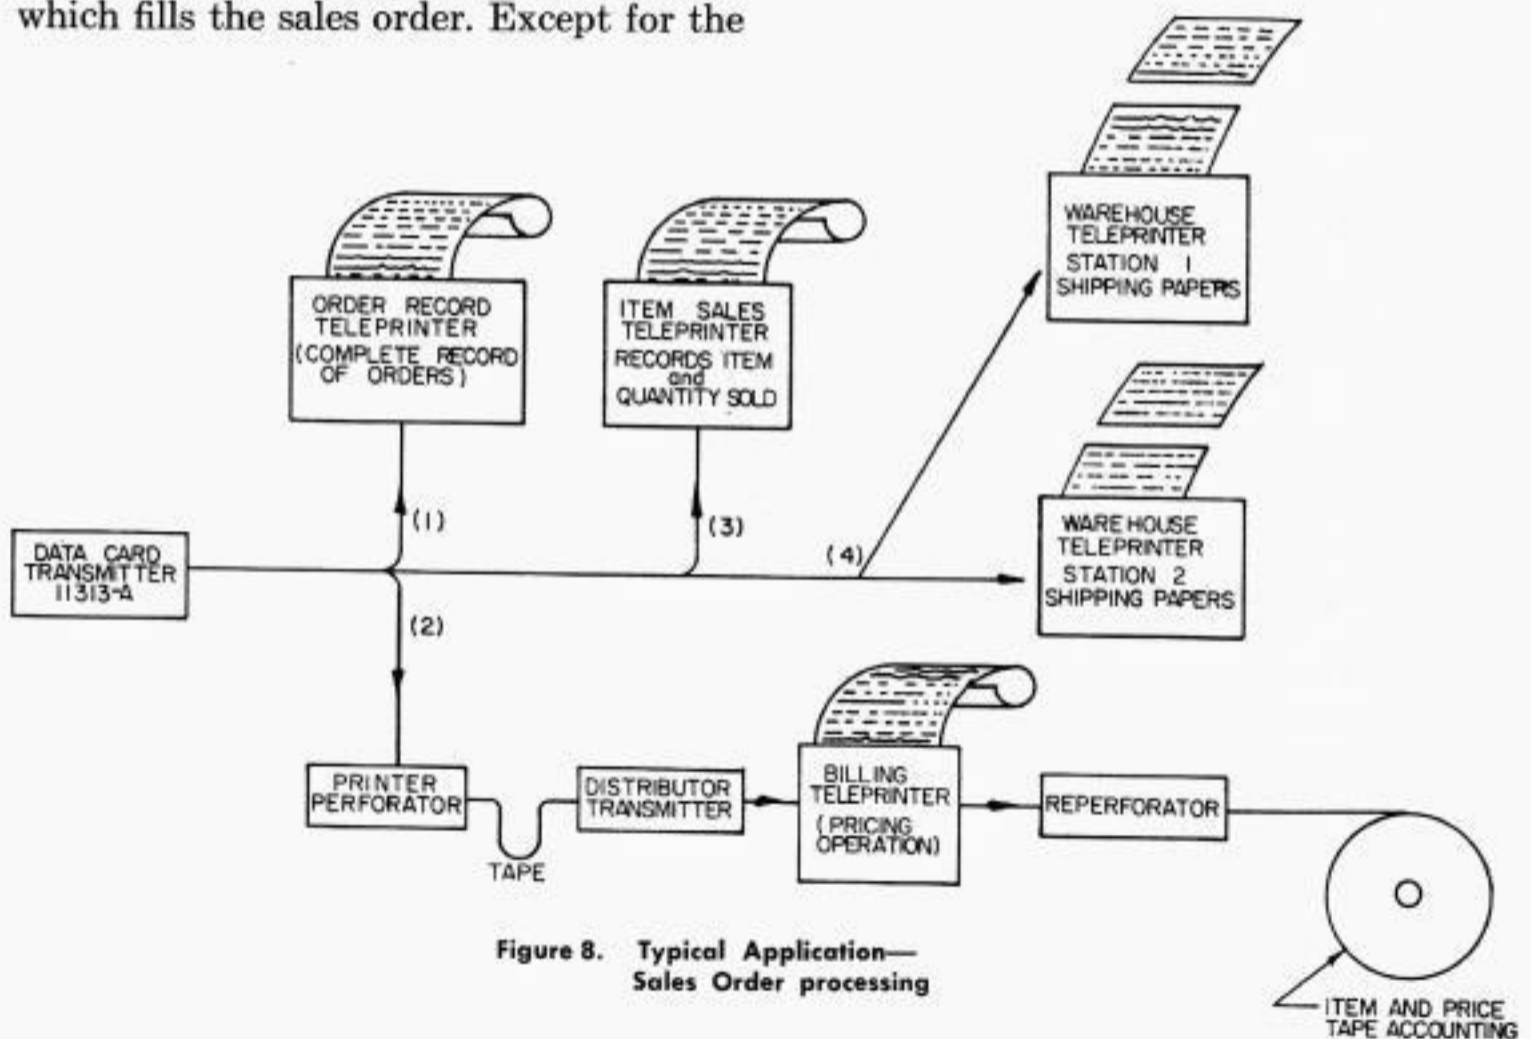 which fills the sales order. Except for the
ORDER RECORD
TELEPRINTER
(COMPLETE RECORD
OF ORDERS)
ITEM SALES
TELEPRINTER
RECORDS ITEM
and
QUANTITY SOLD
WAREHOUSE
TELEPRINTER
STATION 1
SHIPPING PAPERS
DATA CARD
TRANSMITTER
11313-A
(1)
(2)
(3)
(4)
WAREHOUSE
TELEPRINTER
STATION 2
SHIPPING PAPERS
PRINTER
PERFORATOR
TAPE
DISTRIBUTOR
TRANSMITTER
BILLING
TELEPRINTER
(PRICING
OPERATION)
REPERFORATOR
ITEM AND PRICE
TAPE ACCOUNTING
Figure 8. Typical Application—
Sales Order processing